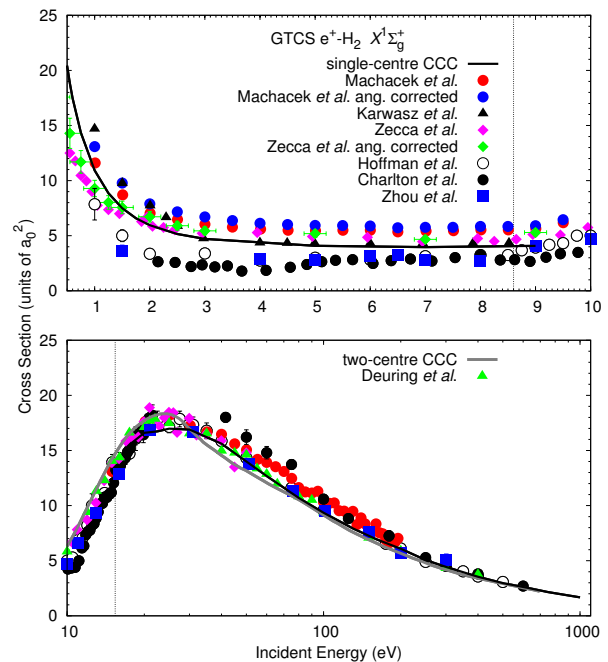 GTCS e⁺-H₂ X¹Σg⁺
single-centre CCC
Machacek et al.
Machacek et al. ang. corrected
Karwasz et al.
Zecca et al.
Zecca et al. ang. corrected
Hoffman et al.
Charlton et al.
Zhou et al.
25
20
15
10
5
0
1 2 3 4 5 6 7 8 9 10
Cross Section (units of a₀²)
two-centre CCC
Deuring et al.
25
20
15
10
5
0
10 100 1000
Incident Energy (eV)